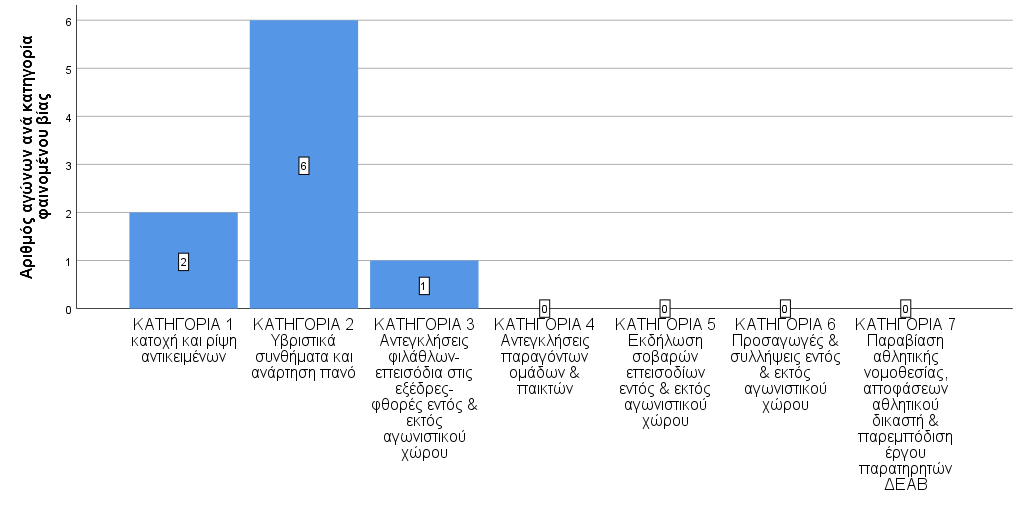 Αριθμός αγώνων ανά κατηγορία
φαινομένου βίας
6
5
4
3
2
1
0
2
6
1
0
0
0
0
ΚΑΤΗΓΟΡΙΑ 1
κατοχή και ρίψη
αντικειμένων
ΚΑΤΗΓΟΡΙΑ 2
Υβριστικά
συνθήματα και
ανάρτηση πανό
ΚΑΤΗΓΟΡΙΑ 3
Αντεγκλήσεις
φιλάθλων-
επεισόδια στις
εξέδρες-
φθορές εντός &
εκτός
αγωνιστικού
χώρου
ΚΑΤΗΓΟΡΙΑ 4
Αντεγκλήσεις
παραγόντων
ομάδων &
παικτών
ΚΑΤΗΓΟΡΙΑ 5
Εκδήλωση
σοβαρών
επεισοδίων
εντός & εκτός
αγωνιστικού
χώρου
ΚΑΤΗΓΟΡΙΑ 6
Προσαγωγές &
συλλήψεις εντός
& εκτός
αγωνιστικού
χώρου
ΚΑΤΗΓΟΡΙΑ 7
Παραβίαση
αθλητικής
νομοθεσίας,
αποφάσεων
αθλητικού
δικαστή &
παρεμπόδιση
έργου
παρατηρητών
ΔΕΑΒ